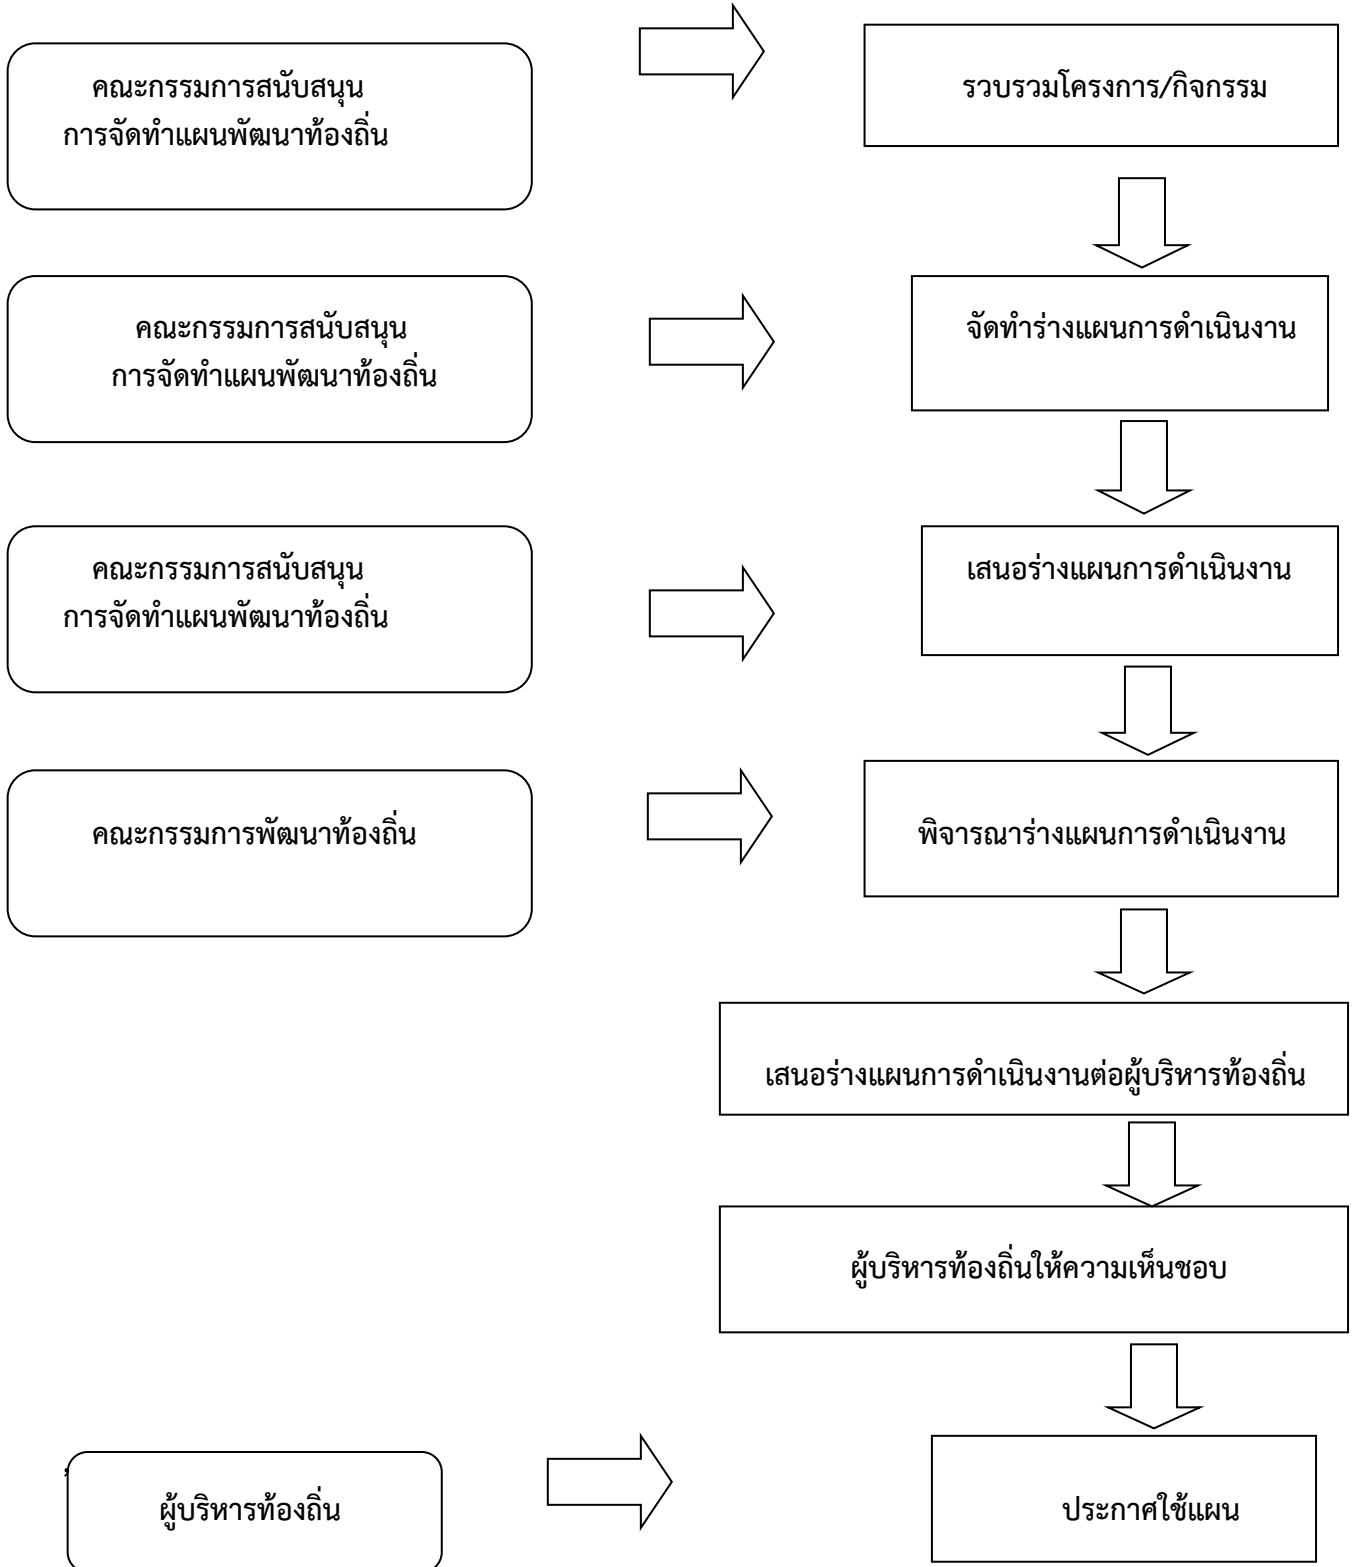 คณะกรรมการสนับสนุน
การจัดทำแผนพัฒนาท้องถิ่น
รวบรวมโครงการ/กิจกรรม
คณะกรรมการสนับสนุน
การจัดทำแผนพัฒนาท้องถิ่น
จัดทำร่างแผนการดำเนินงาน
คณะกรรมการสนับสนุน
การจัดทำแผนพัฒนาท้องถิ่น
เสนอร่างแผนการดำเนินงาน
คณะกรรมการพัฒนาท้องถิ่น
พิจารณาร่างแผนการดำเนินงาน
เสนอร่างแผนการดำเนินงานต่อผู้บริหารท้องถิ่น
ผู้บริหารท้องถิ่นให้ความเห็นชอบ
ผู้บริหารท้องถิ่น
ประกาศใช้แผน